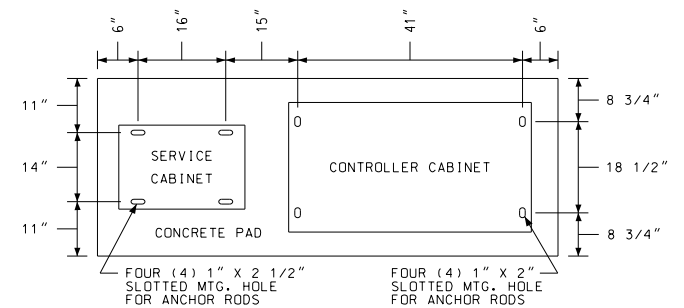 6"
16"
15"
41"
6"
11"
14"
11"
8 3/4"
18 1/2"
8 3/4"
SERVICE
CABINET
CONTROLLER CABINET
CONCRETE PAD
FOUR (4) 1" X 2 1/2"
SLOTTED MTG. HOLE
FOR ANCHOR RODS
FOUR (4) 1" X 2"
SLOTTED MTG. HOLE
FOR ANCHOR RODS